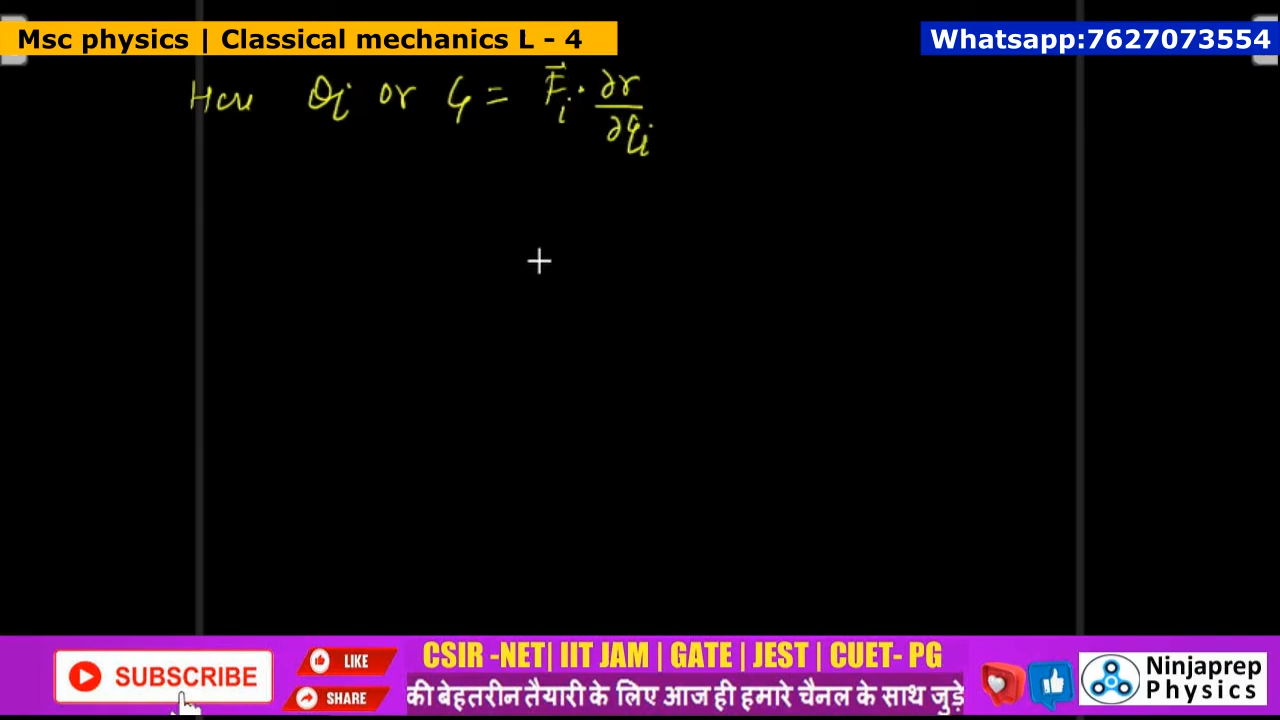 Msc physics | Classical mechanics L - 4
Whatsapp:7627073554
Here Qi or G = F⃗i · ∂r/∂qi
SUBSCRIBE
LIKE
SHARE
CSIR -NET| IIT JAM | GATE | JEST | CUET- PG
की बेहतरीन तैयारी के लिए आज ही हमारे चैनल के साथ जुड़े
Ninjaprep
Physics